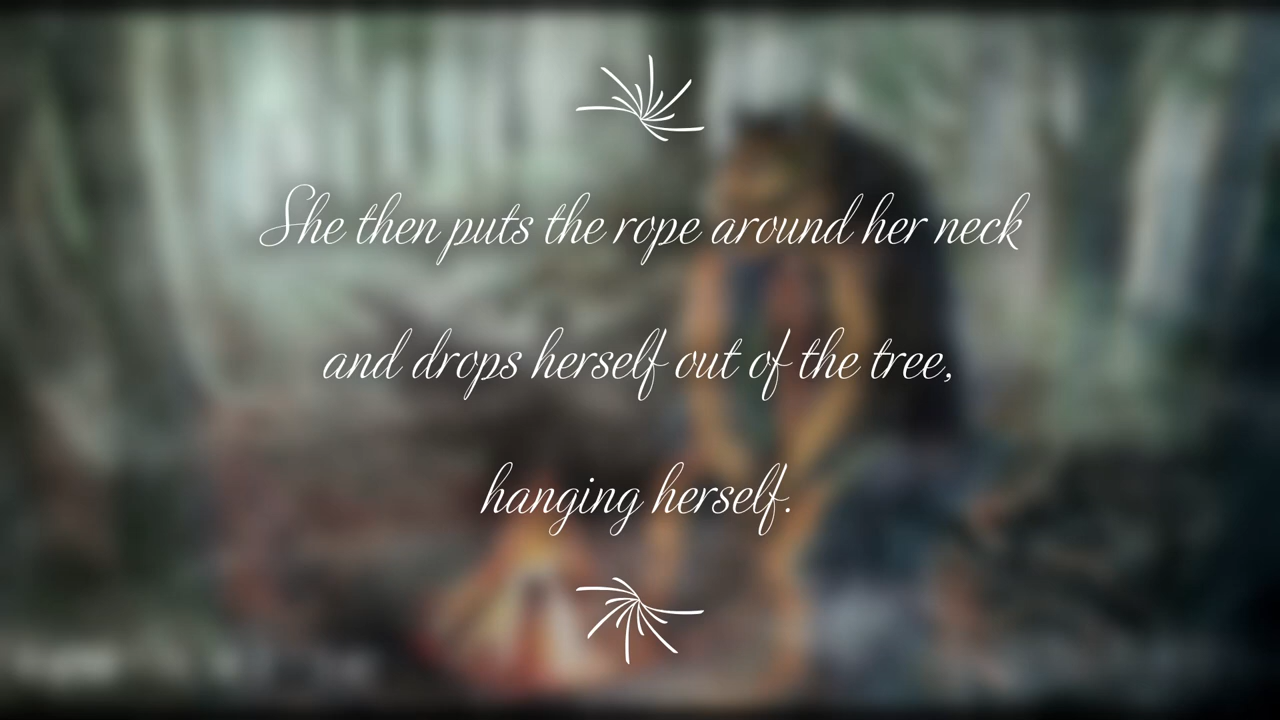 She then puts the rope around her neck
and drops herself out of the tree,
hanging herself.